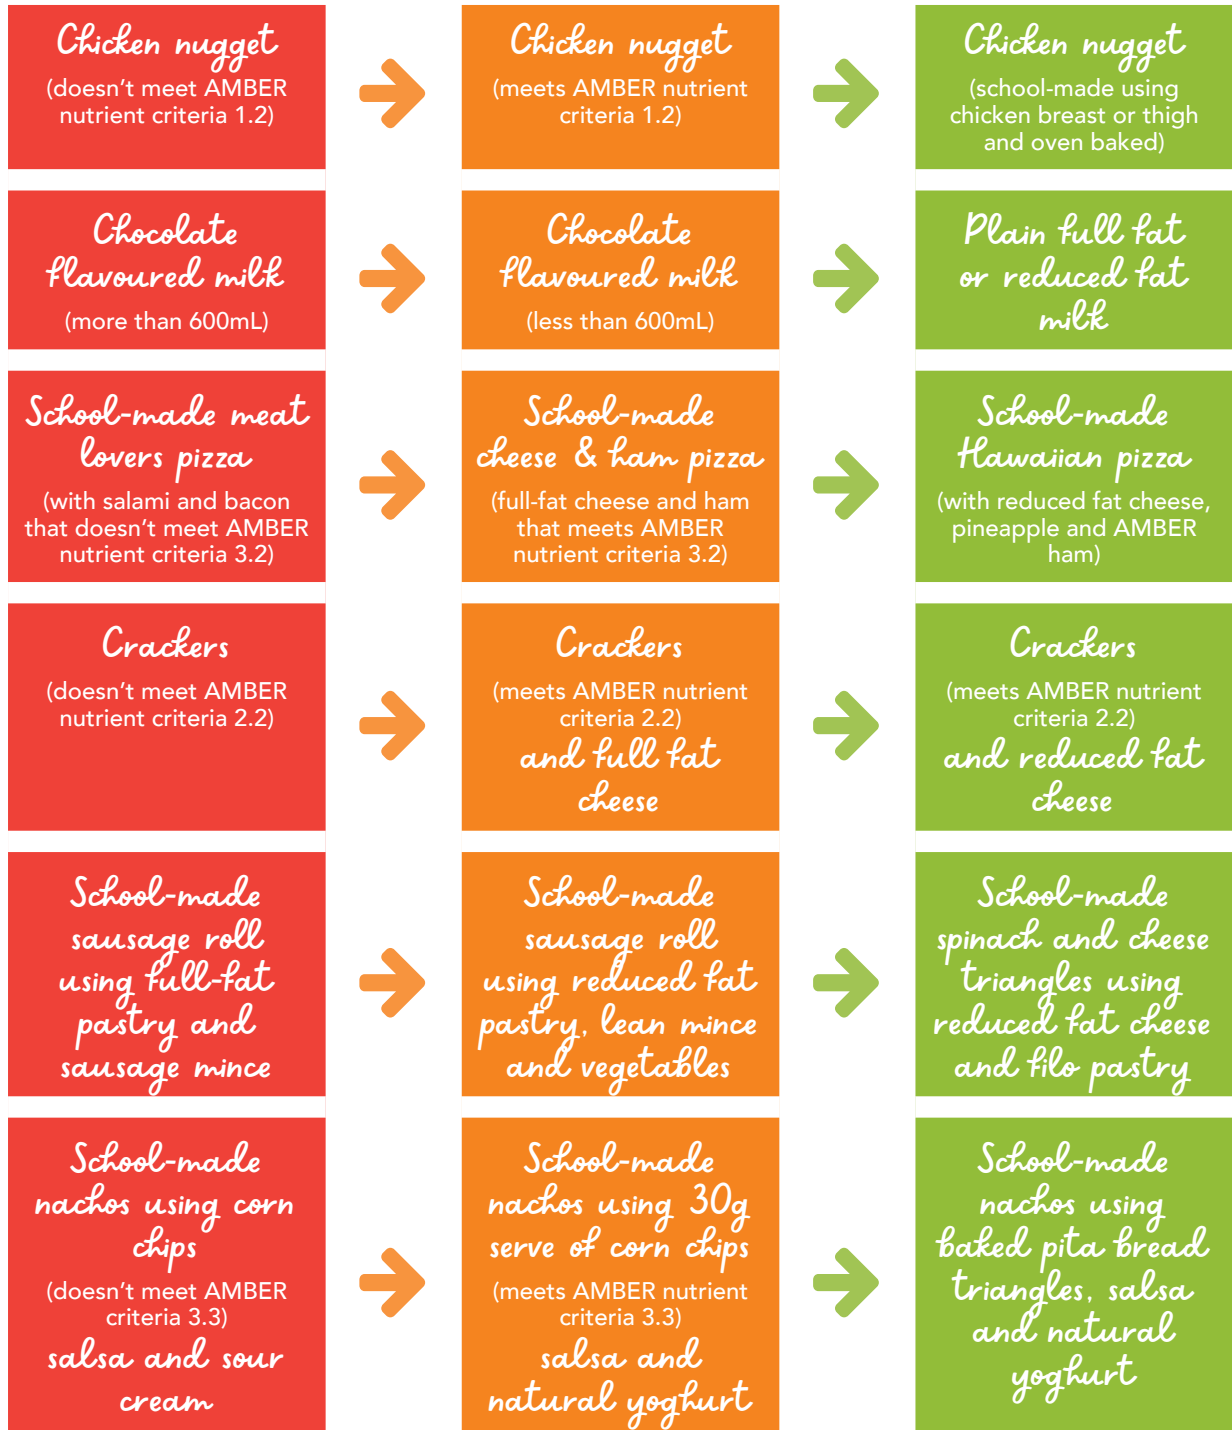 Chicken nugget
(doesn't meet AMBER
nutrient criteria 1.2)
Chicken nugget
(meets AMBER nutrient
criteria 1.2)
Chicken nugget
(school-made using
chicken breast or thigh
and oven baked)
Chocolate
flavoured milk
(more than 600mL)
Chocolate
flavoured milk
(less than 600mL)
Plain full fat
or reduced fat
milk
School-made meat
lovers pizza
(with salami and bacon
that doesn't meet AMBER
nutrient criteria 3.2)
School-made
cheese & ham pizza
(full-fat cheese and ham
that meets AMBER
nutrient criteria 3.2)
School-made
Hawaiian pizza
(with reduced fat cheese,
pineapple and AMBER
ham)
Crackers
(doesn't meet AMBER
nutrient criteria 2.2)
Crackers
(meets AMBER nutrient
criteria 2.2)
and full fat
cheese
Crackers
(meets AMBER nutrient
criteria 2.2)
and reduced fat
cheese
School-made
sausage roll
using full-fat
pastry and
sausage mince
School-made
sausage roll
using reduced fat
pastry, lean mince
and vegetables
School-made
spinach and cheese
triangles using
reduced fat cheese
and filo pastry
School-made
nachos using corn
chips
(doesn't meet AMBER
criteria 3.3)
salsa and sour
cream
School-made
nachos using 30g
serve of corn chips
(meets AMBER nutrient
criteria 3.3)
salsa and
natural yoghurt
School-made
nachos using
baked pita bread
triangles, salsa
and natural
yoghurt